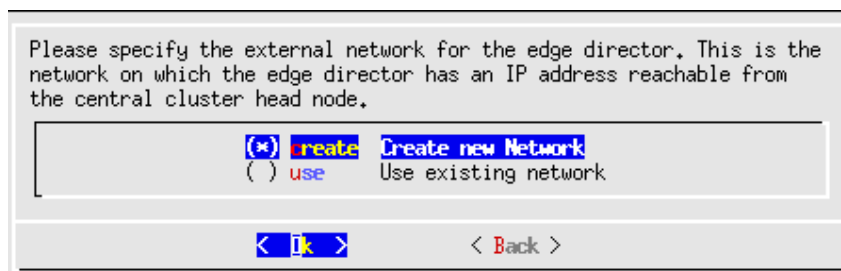 Please specify the external network for the edge director. This is the
network on which the edge director has an IP address reachable from
the central cluster head node.
(*) create Create new Network
( ) use Use existing network
< Ok > < Back >